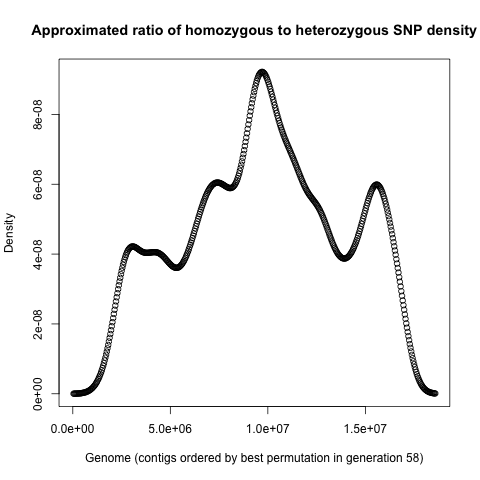 Approximated ratio of homozygous to heterozygous SNP density
Density
8e-08
6e-08
4e-08
2e-08
0e+00
0.0e+00 5.0e+06 1.0e+07 1.5e+07
Genome (contigs ordered by best permutation in generation 58)